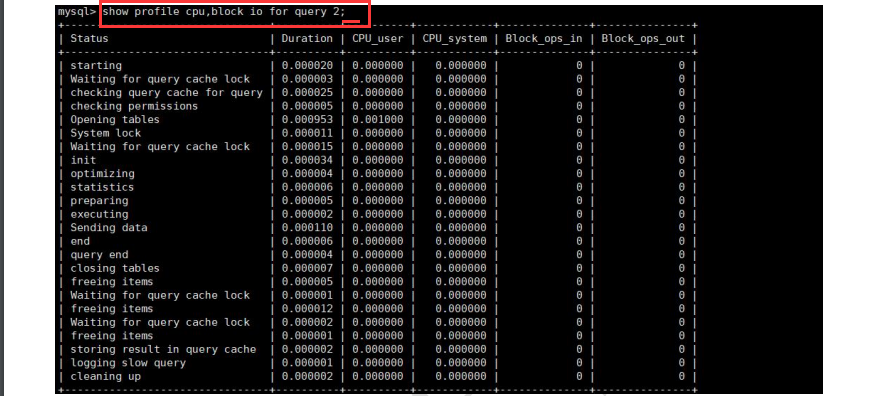 mysql> show profile cpu,block io for query 2;
| Status | Duration | CPU_user | CPU_system | Block_ops_in | Block_ops_out |
| starting | 0.000020 | 0.000000 | 0.000000 | 0 | 0 |
| Waiting for query cache lock | 0.000003 | 0.000000 | 0.000000 | 0 | 0 |
| checking query cache for query | 0.000025 | 0.000000 | 0.000000 | 0 | 0 |
| checking permissions | 0.000005 | 0.000000 | 0.000000 | 0 | 0 |
| Opening tables | 0.000953 | 0.001000 | 0.000000 | 0 | 0 |
| System lock | 0.000011 | 0.000000 | 0.000000 | 0 | 0 |
| Waiting for query cache lock | 0.000015 | 0.000000 | 0.000000 | 0 | 0 |
| init | 0.000034 | 0.000000 | 0.000000 | 0 | 0 |
| optimizing | 0.000004 | 0.000000 | 0.000000 | 0 | 0 |
| statistics | 0.000006 | 0.000000 | 0.000000 | 0 | 0 |
| preparing | 0.000005 | 0.000000 | 0.000000 | 0 | 0 |
| executing | 0.000002 | 0.000000 | 0.000000 | 0 | 0 |
| Sending data | 0.000110 | 0.000000 | 0.000000 | 0 | 0 |
| end | 0.000006 | 0.000000 | 0.000000 | 0 | 0 |
| query end | 0.000004 | 0.000000 | 0.000000 | 0 | 0 |
| closing tables | 0.000007 | 0.000000 | 0.000000 | 0 | 0 |
| freeing items | 0.000005 | 0.000000 | 0.000000 | 0 | 0 |
| Waiting for query cache lock | 0.000001 | 0.000000 | 0.000000 | 0 | 0 |
| freeing items | 0.000012 | 0.000000 | 0.000000 | 0 | 0 |
| Waiting for query cache lock | 0.000002 | 0.000000 | 0.000000 | 0 | 0 |
| freeing items | 0.000001 | 0.000000 | 0.000000 | 0 | 0 |
| storing result in query cache | 0.000002 | 0.000000 | 0.000000 | 0 | 0 |
| logging slow query | 0.000001 | 0.000000 | 0.000000 | 0 | 0 |
| cleaning up | 0.000002 | 0.000000 | 0.000000 | 0 | 0 |